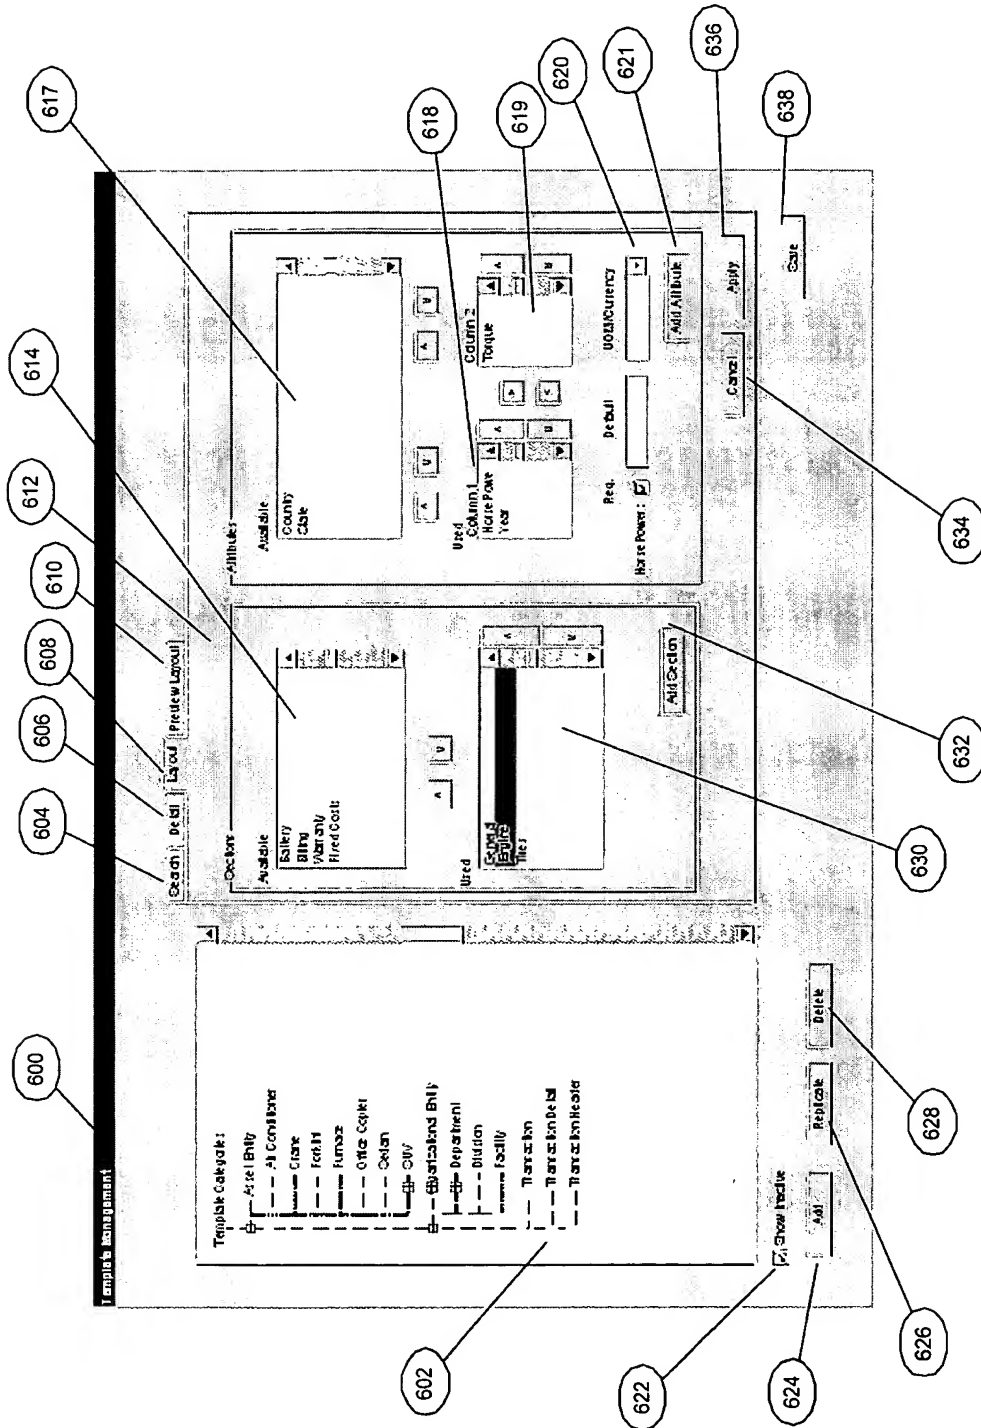 600
Template Management
602
Template Categories
Asset Entity
Air Conditioner
Crane
Forklift
Furnace
Office Copier
Sedan
SUV
Organizational Entity
Department
Division
Facility
Transaction
Transaction Detail
Transaction Header
622
Show Inactive
624
Add
626
Replicate
628
Delete
604
606
608
610
612
614
617
Search
Detail
Layout
Preview Layout
Sections
Available
Battery
Billing
Warranty
Fixed Costs
Used
General
Engine
Tires
630
Add Section
632
Attributes
Available
Country
State
618
Used
Column 1
Horse Powe
Year
Column 2
Torque
619
Req.
Default
UOM/Currency
620
Horse Power:
Add Attribute
621
Cancel
634
Apply
636
Save
638